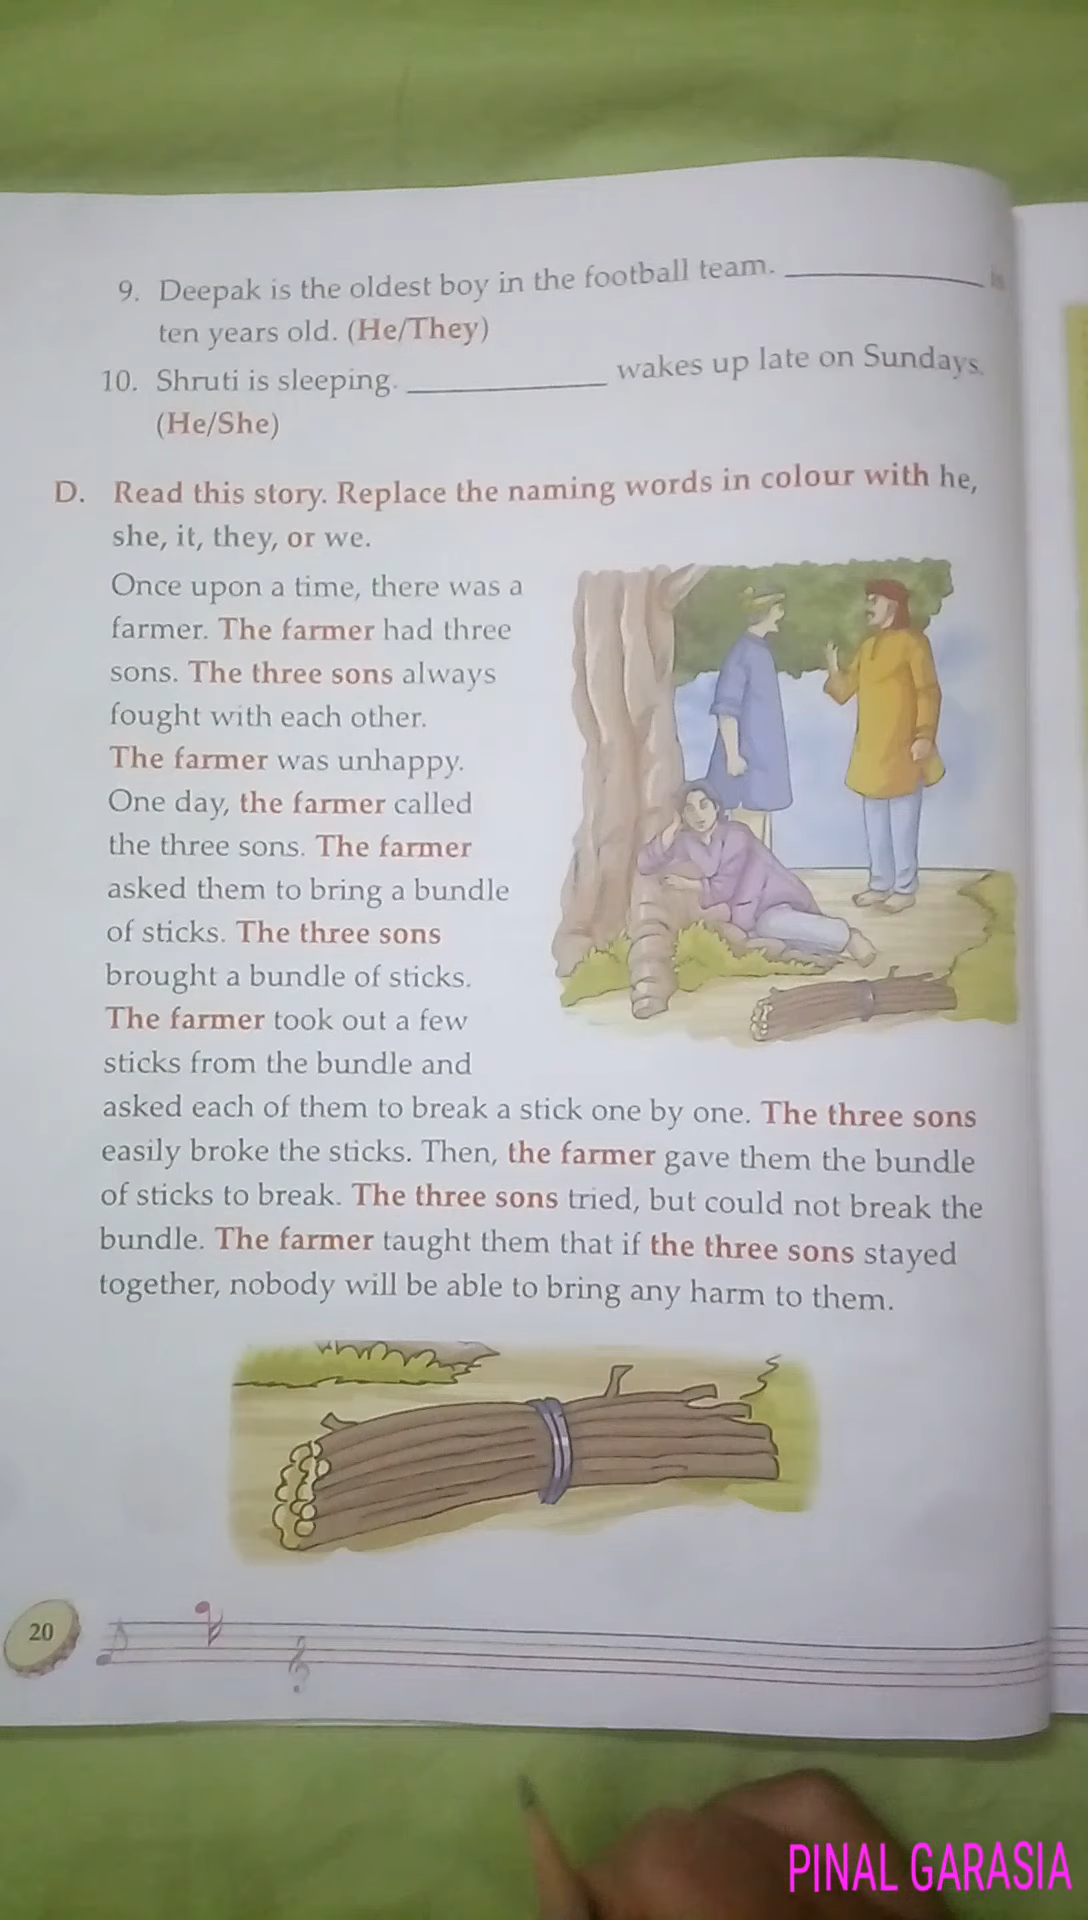 9. Deepak is the oldest boy in the football team. ____________ is
ten years old. (He/They)
10. Shruti is sleeping. ____________ wakes up late on Sundays.
(He/She)
D. Read this story. Replace the naming words in colour with he,
she, it, they, or we.
Once upon a time, there was a
farmer. The farmer had three
sons. The three sons always
fought with each other.
The farmer was unhappy.
One day, the farmer called
the three sons. The farmer
asked them to bring a bundle
of sticks. The three sons
brought a bundle of sticks.
The farmer took out a few
sticks from the bundle and
asked each of them to break a stick one by one. The three sons
easily broke the sticks. Then, the farmer gave them the bundle
of sticks to break. The three sons tried, but could not break the
bundle. The farmer taught them that if the three sons stayed
together, nobody will be able to bring any harm to them.
20
PINAL GARASIA